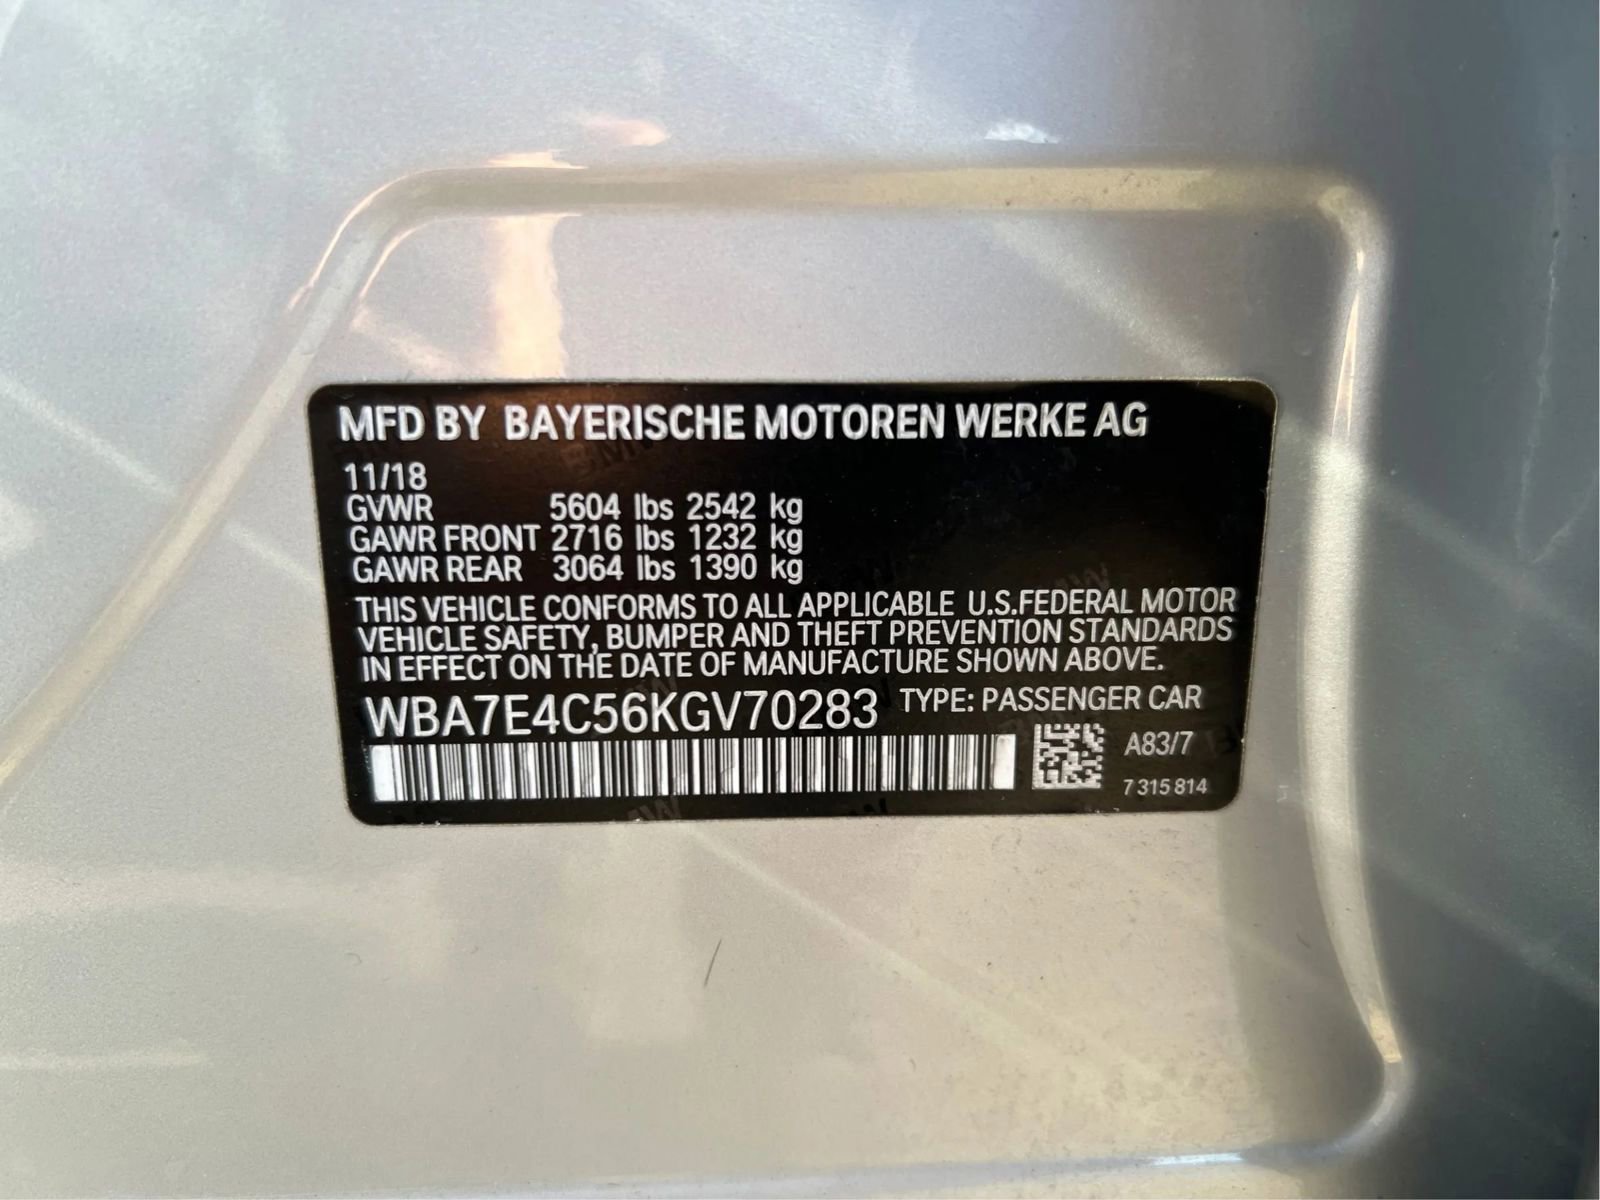 MFD BY BAYERISCHE MOTOREN WERKE AG
11/18
GVWR 5604 lbs 2542 kg
GAWR FRONT 2716 lbs 1232 kg
GAWR REAR 3064 lbs 1390 kg
THIS VEHICLE CONFORMS TO ALL APPLICABLE U.S.FEDERAL MOTOR
VEHICLE SAFETY, BUMPER AND THEFT PREVENTION STANDARDS
IN EFFECT ON THE DATE OF MANUFACTURE SHOWN ABOVE.
WBA7E4C56KGV70283 TYPE: PASSENGER CAR
A83/7
7 315 814